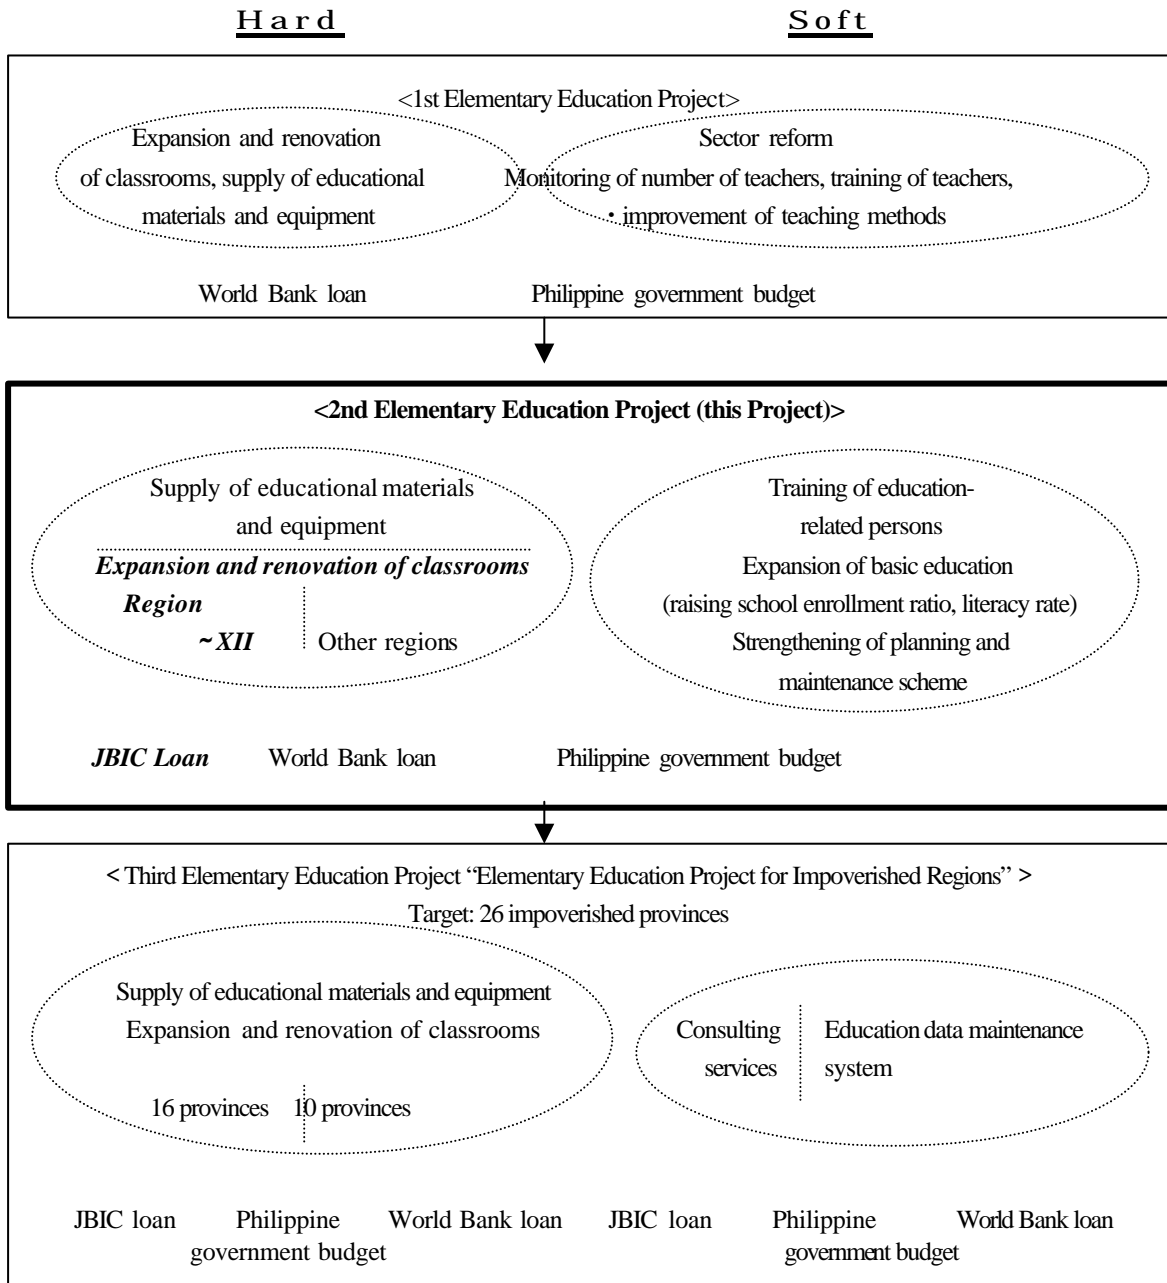 Hard Soft
<1st Elementary Education Project>
Expansion and renovation
of classrooms, supply of educational
materials and equipment
Sector reform
Monitoring of number of teachers, training of teachers,
・improvement of teaching methods
World Bank loan Philippine government budget
<2nd Elementary Education Project (this Project)>
Supply of educational materials
and equipment
Expansion and renovation of classrooms
Region
~XII Other regions
Training of education-
related persons
Expansion of basic education
(raising school enrollment ratio, literacy rate)
Strengthening of planning and
maintenance scheme
JBIC Loan World Bank loan Philippine government budget
< Third Elementary Education Project “Elementary Education Project for Impoverished Regions” >
Target: 26 impoverished provinces
Supply of educational materials and equipment
Expansion and renovation of classrooms
16 provinces 10 provinces
Consulting
services
Education data maintenance
system
JBIC loan Philippine
government budget World Bank loan JBIC loan Philippine
government budget World Bank loan